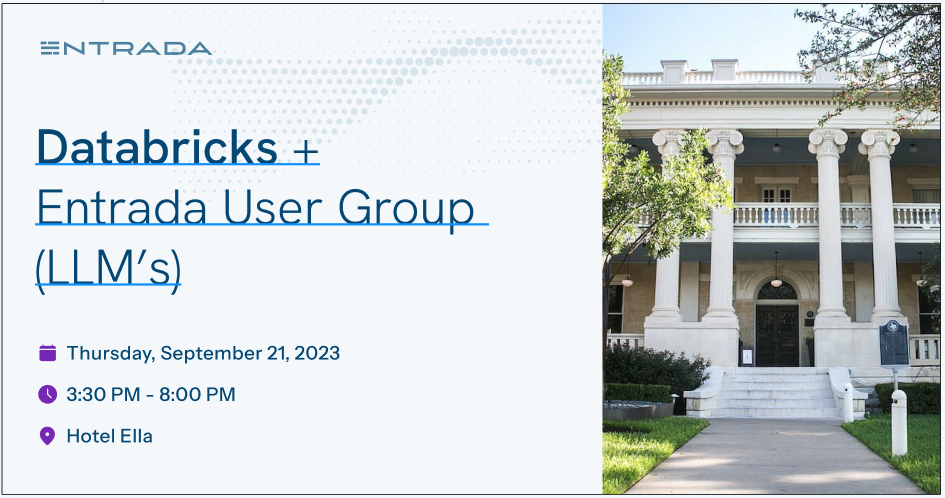 ENTRADA
Databricks +
Entrada User Group
(LLM’s)
Thursday, September 21, 2023
3:30 PM – 8:00 PM
Hotel Ella